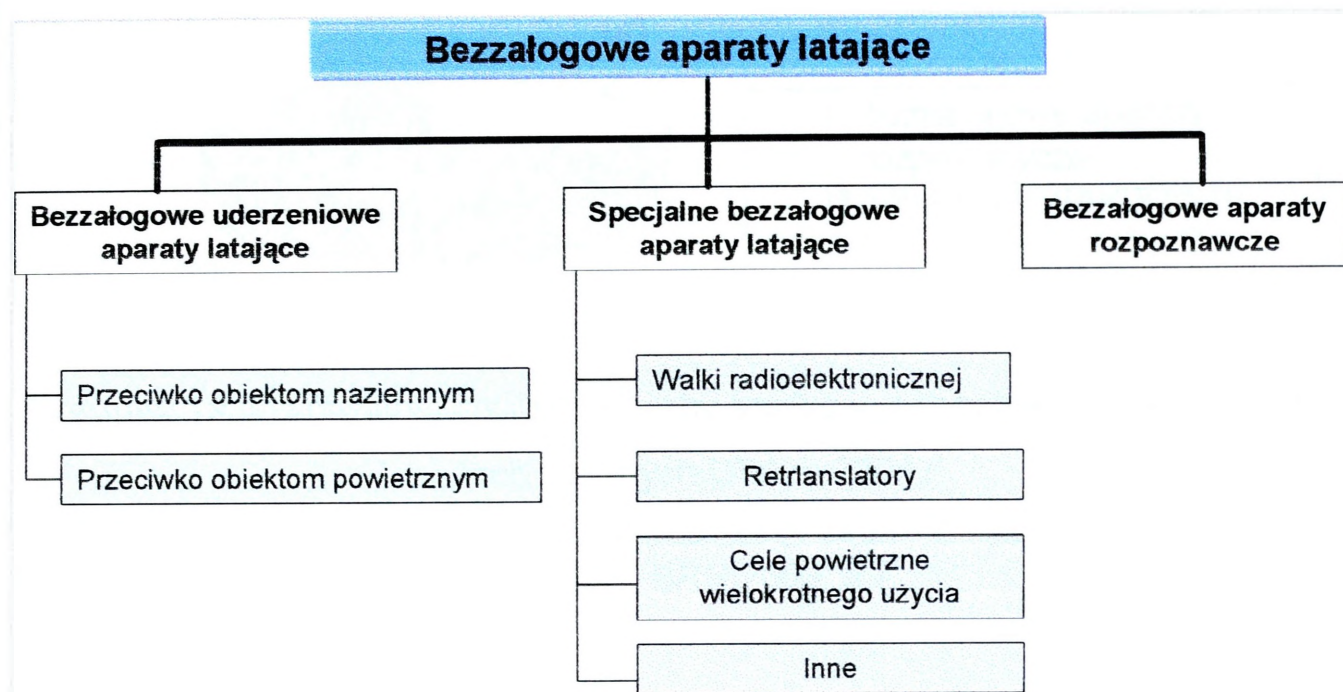 Bezzałogowe aparaty latające
Bezzałogowe uderzeniowe
aparaty latające
Przeciwko obiektom naziemnym
Przeciwko obiektom powietrznym
Specjalne bezzałogowe
aparaty latające
Walki radioelektronicznej
Retrlanslatory
Cele powietrzne
wielokrotnego użycia
Inne
Bezzałogowe aparaty
rozpoznawcze